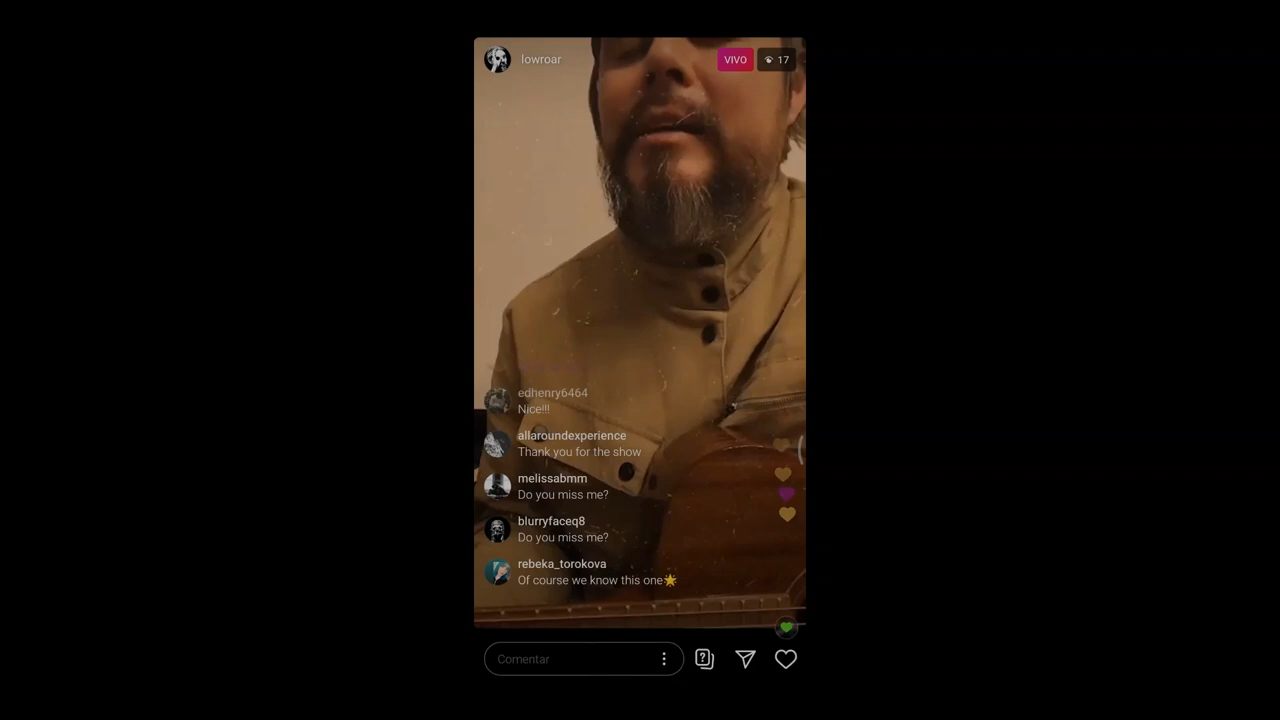 lowroar
VIVO
17
edhenry6464
Nice!!!
allaroundexperience
Thank you for the show
melissabmm
Do you miss me?
blurryfaceq8
Do you miss me?
rebeka_torokova
Of course we know this one🌟
Comentar